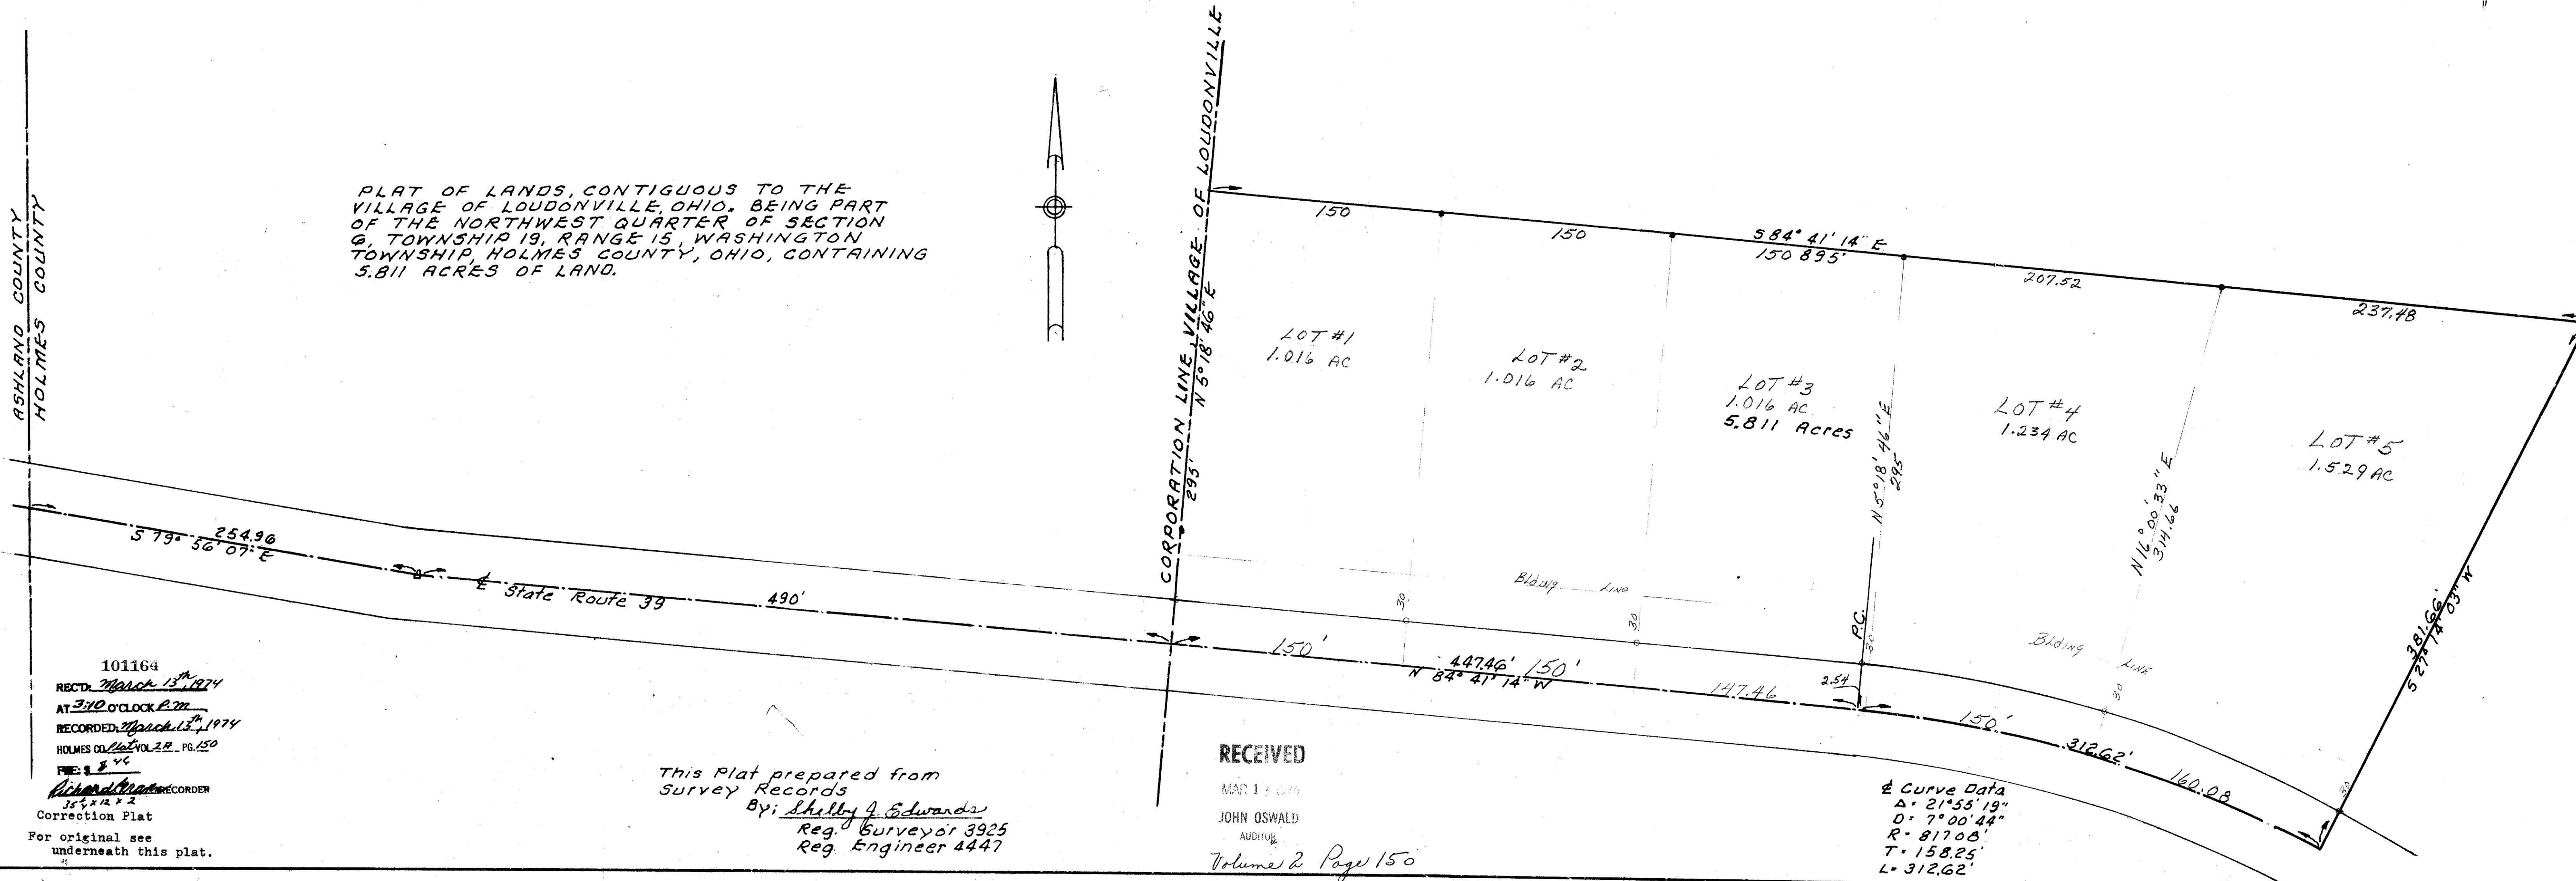 ASHLAND COUNTY
HOLMES COUNTY
PLAT OF LANDS, CONTIGUOUS TO THE
VILLAGE OF LOUDONVILLE, OHIO. BEING PART
OF THE NORTHWEST QUARTER OF SECTION
6, TOWNSHIP 19, RANGE 15, WASHINGTON
TOWNSHIP, HOLMES COUNTY, OHIO, CONTAINING
5.811 ACRES OF LAND.
CORPORATION LINE VILLAGE OF LOUDONVILLE
N 5° 18' 46" E
295'
150
150
S 84° 41' 14" E
150 895'
207.52
237.48
LOT #1
1.016 AC
LOT #2
1.016 AC
LOT #3
1.016 AC
5.811 Acres
LOT #4
1.234 AC
LOT #5
1.529 AC
N 5° 18' 46" E
295
N 16° 00' 33" E
314.66
381.66'
S 27° 14' 03" W
254.96
S 79° 56' 07" E
℄ State Route 39
490'
Blding Line
30
30
P.C.
30
Blding Line
30
30
150'
447.46' 150'
N 84° 41' 14" W
147.46
2.54
150'
312.62'
160.08
101164
REC'D. March 13th, 1974
AT 3:10 O'CLOCK P.M.
RECORDED: March 13th, 1974
HOLMES CO. Plat VOL 2A PG. 150
RECORDER
35¼ x 12 x 2
Correction Plat
For original see
underneath this plat.
This Plat prepared from
Survey Records
By: Shelby J. Edwards
Reg. Surveyor 3925
Reg. Engineer 4447
RECEIVED
MAR 13 1974
JOHN OSWALD
AUDITOR
Volume 2 Page 150
℄ Curve Data
Δ = 21°55'19"
D = 7°00'44"
R = 817.08'
T = 158.25'
L = 312.62'